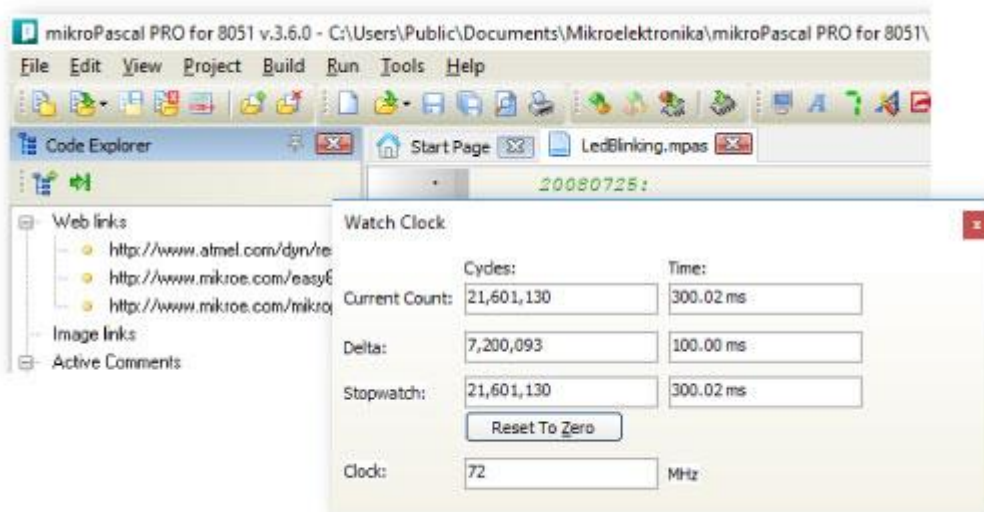 mikroPascal PRO for 8051 v.3.6.0 - C:\Users\Public\Documents\Mikroelektronika\mikroPascal PRO for 8051\
File Edit View Project Build Run Tools Help
Code Explorer
Start Page LedBlinking.mpas
20080725:
Web links
http://www.atmel.com/dyn/re
http://www.mikroe.com/easy8
http://www.mikroe.com/mikrop
Image links
Active Comments
Watch Clock
Cycles: Time:
Current Count: 21,601,130 300.02 ms
Delta: 7,200,093 100.00 ms
Stopwatch: 21,601,130 300.02 ms
Reset To Zero
Clock: 72 MHz